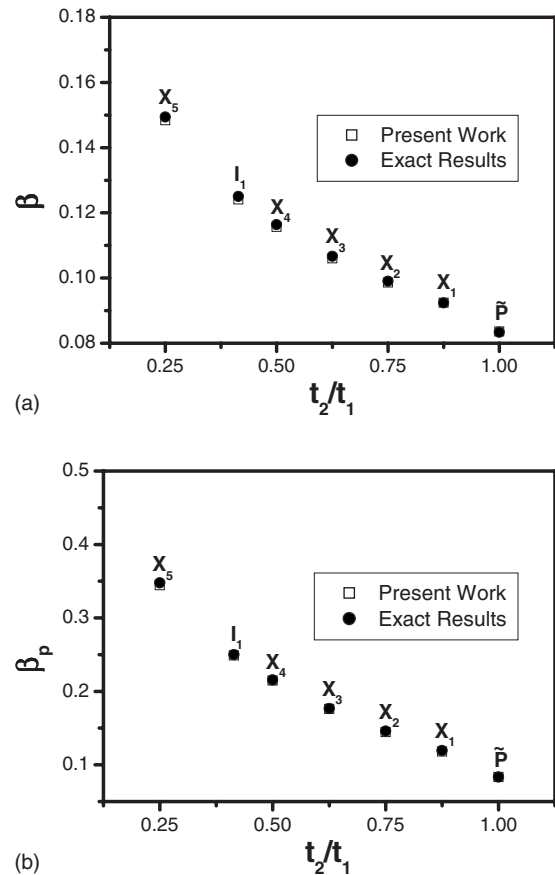 0.18
0.16
0.14
0.12
0.10
0.08
β
X₅
I₁
X₄
X₃
X₂
X₁
P̃
Present Work
Exact Results
0.25 0.50 0.75 1.00
t₂/t₁
(a)
0.5
0.4
0.3
0.2
0.1
βₚ
X₅
I₁
X₄
X₃
X₂
X₁
P̃
Present Work
Exact Results
0.25 0.50 0.75 1.00
t₂/t₁
(b)